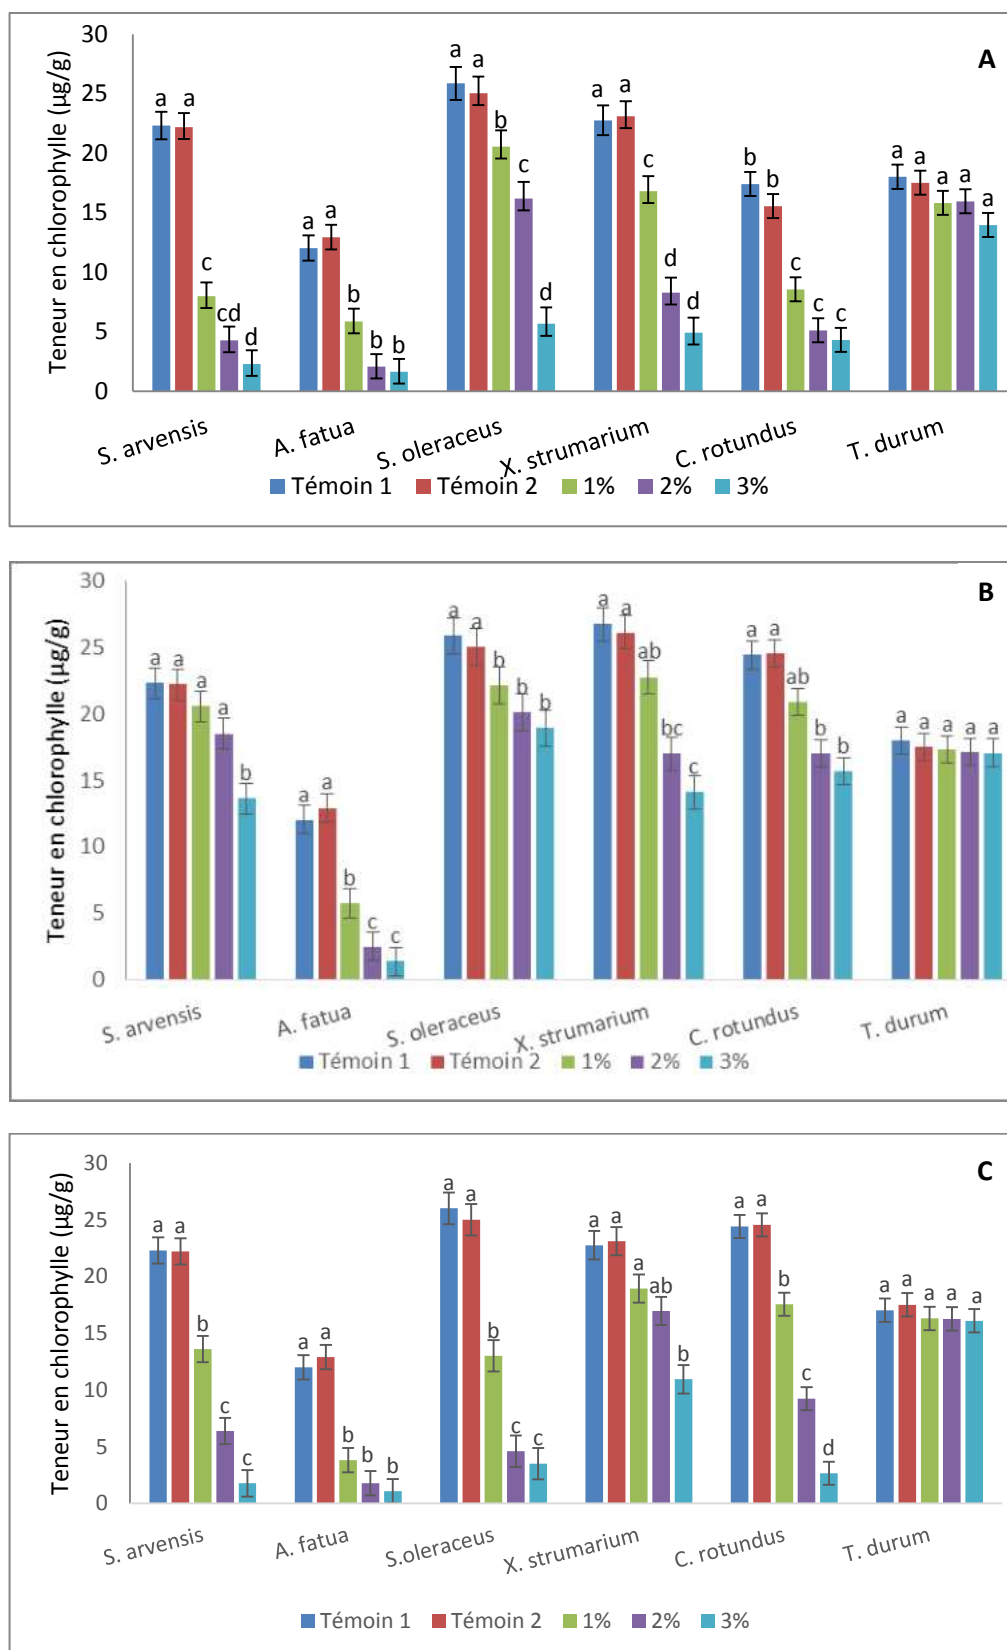 A
Teneur en chlorophylle (µg/g)
30
25
20
15
10
5
0
a a c cd d
a a b b b
a a b c d
a a c d d
b b c c c
a a a a a
S. arvensis A. fatua S. oleraceus X. strumarium C. rotundus T. durum
Témoin 1 Témoin 2 1% 2% 3%
B
Teneur en chlorophylle (µg/g)
30
25
20
15
10
5
0
a a a a b
a a b c c
a a b b b
a a ab bc c
a a ab b b
a a a a a
S. arvensis A. fatua S. oleraceus X. strumarium C. rotundus T. durum
Témoin 1 Témoin 2 1% 2% 3%
C
Teneur en chlorophylle (µg/g)
30
25
20
15
10
5
0
a a b c c
a a b b b
a a b c c
a a a ab b
a a b c d
a a a a a
S. arvensis A. fatua S.oleraceus X. strumarium C. rotundus T. durum
Témoin 1 Témoin 2 1% 2% 3%